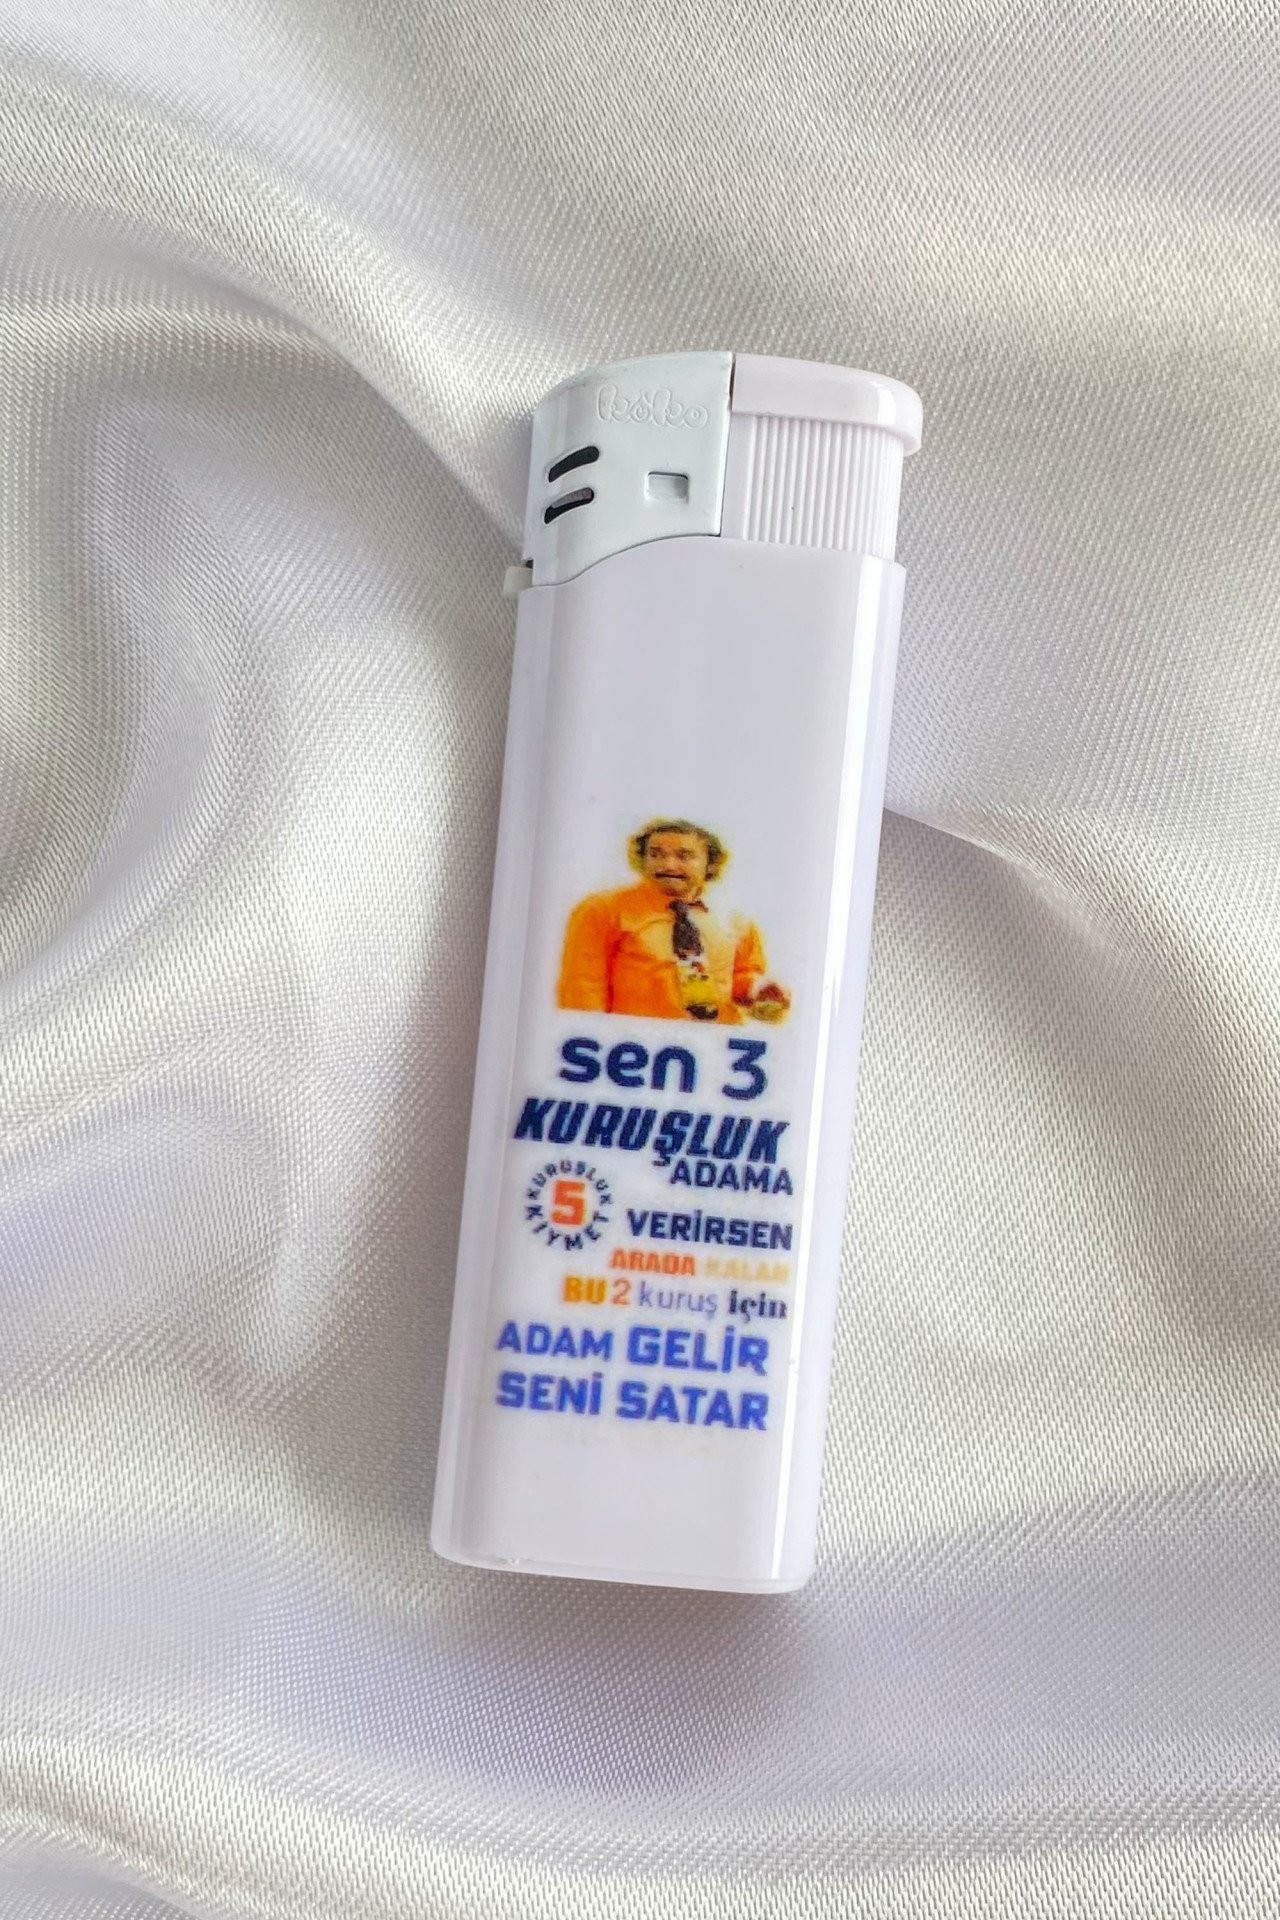 köko
sen 3
KURUŞLUK
ADAMA
KURUŞLUK
5
KIYMET
VERİRSEN
ARADA KALAN
BU 2 kuruş için
ADAM GELİR
SENİ SATAR